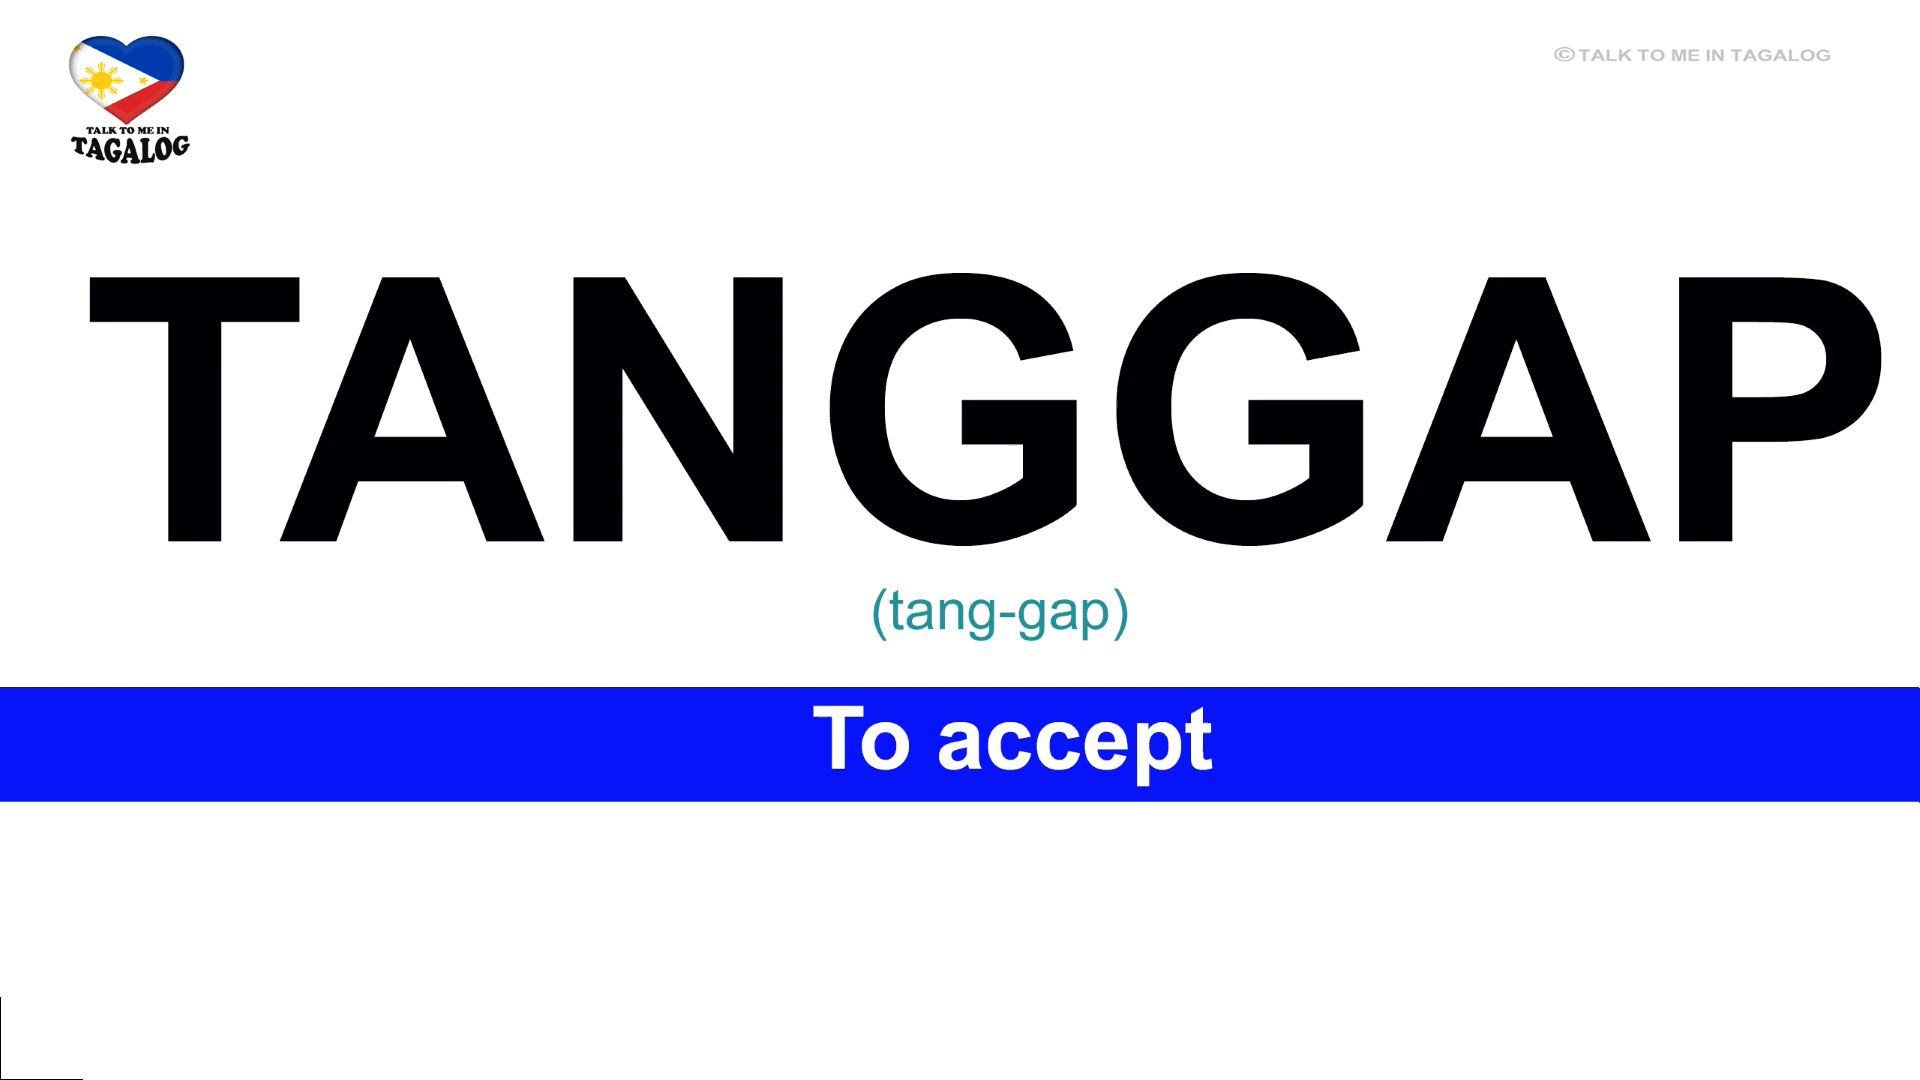 © TALK TO ME IN TAGALOG
TALK TO ME IN
TAGALOG
TANGGAP
(tang-gap)
To accept